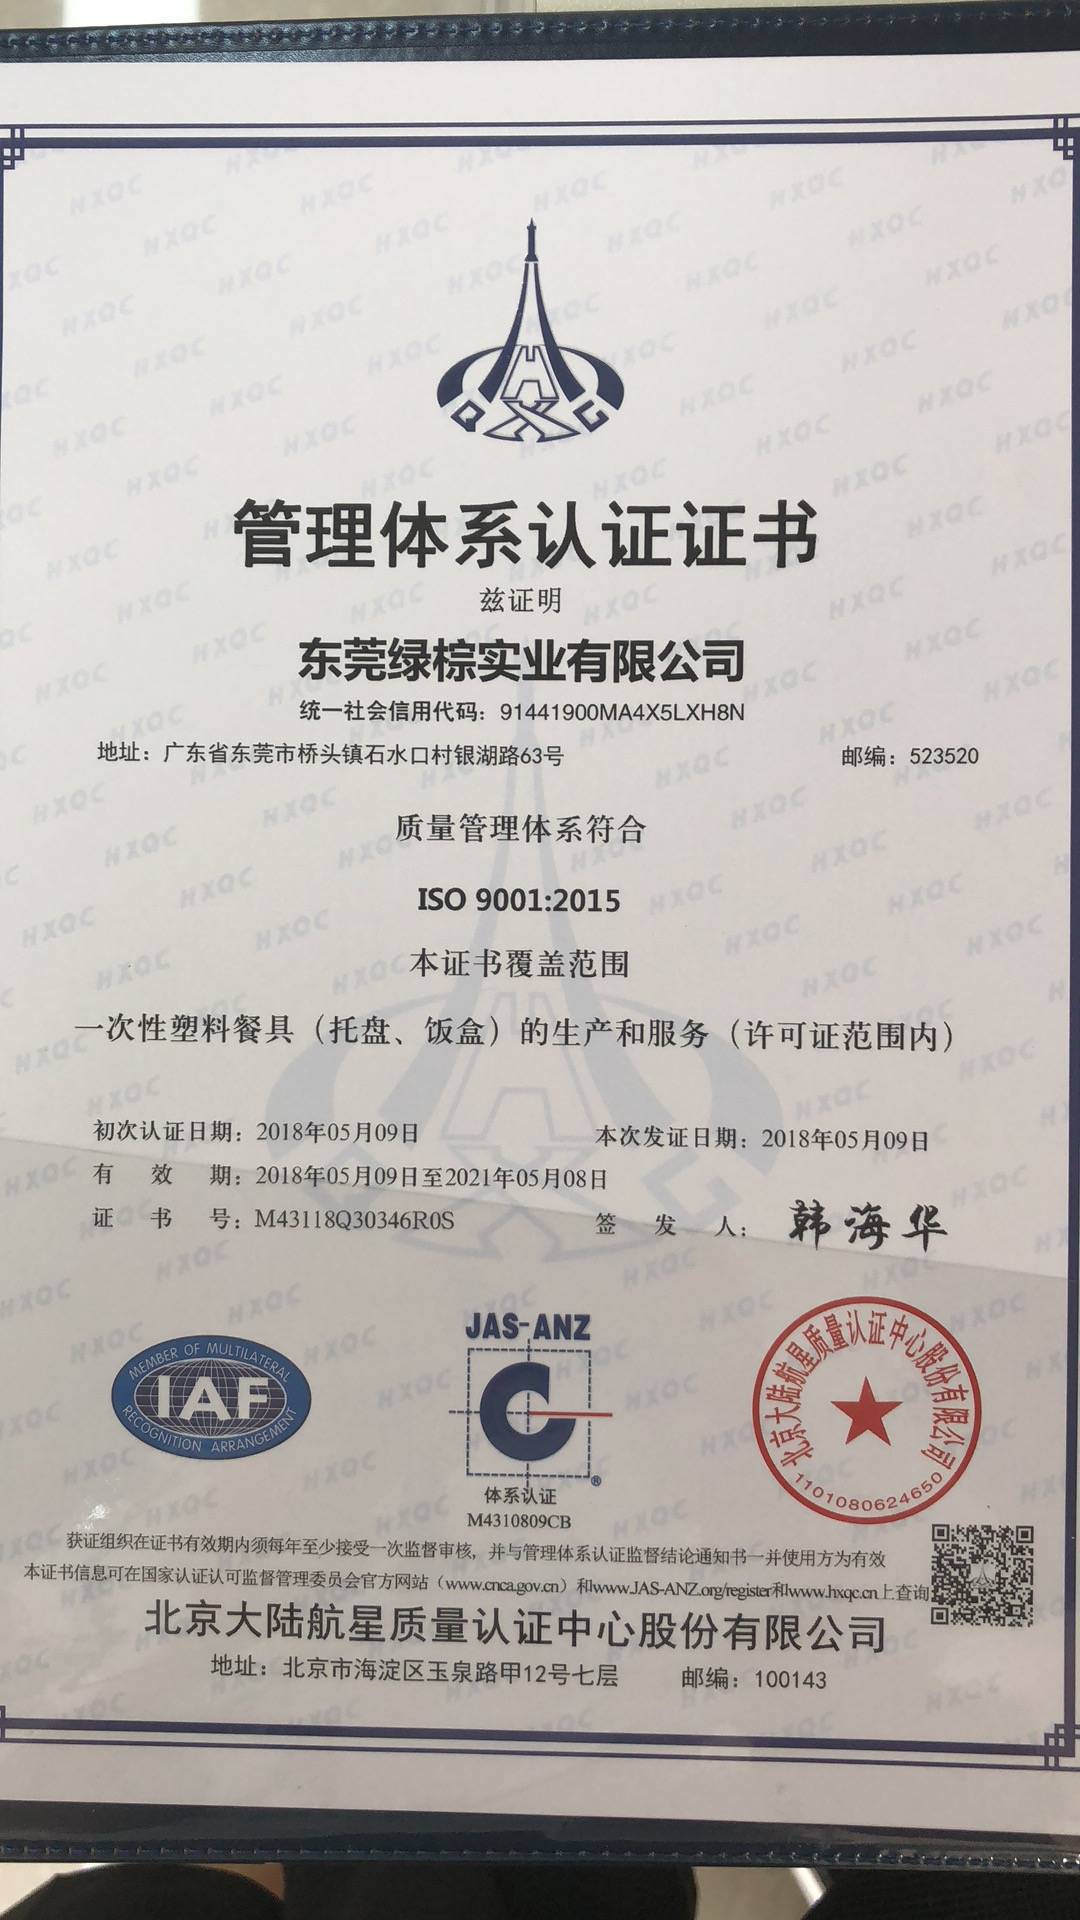 管理体系认证证书
兹证明
东莞绿棕实业有限公司
统一社会信用代码：91441900MA4X5LXH8N
地址：广东省东莞市桥头镇石水口村银湖路63号 邮编：523520
质量管理体系符合
ISO 9001:2015
本证书覆盖范围
一次性塑料餐具（托盘、饭盒）的生产和服务（许可证范围内）
初次认证日期：2018年05月09日 本次发证日期：2018年05月09日
有 效 期：2018年05月09日至2021年05月08日
证 书 号：M43118Q30346R0S 签 发 人：韩海华
MEMBER OF MULTILATERAL
IAF
RECOGNITION ARRANGEMENT
JAS-ANZ
®
体系认证
M4310809CB
北京大陆航星质量认证中心股份有限公司
1101080624650
获证组织在证书有效期内须每年至少接受一次监督审核，并与管理体系认证监督结论通知书一并使用方为有效
本证书信息可在国家认证认可监督管理委员会官方网站（www.cnca.gov.cn）和www.JAS-ANZ.org/register和www.hxqc.cn上查询
北京大陆航星质量认证中心股份有限公司
地址：北京市海淀区玉泉路甲12号七层 邮编：100143